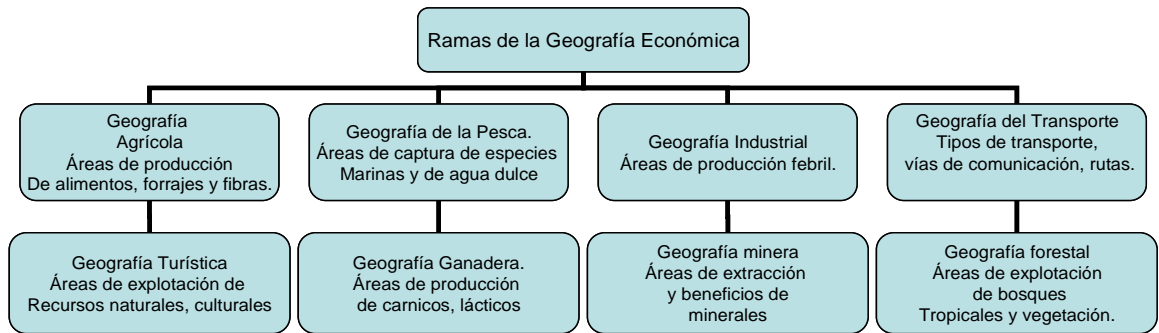 Ramas de la Geografía Económica
Geografía
Agrícola
Áreas de producción
De alimentos, forrajes y fibras.
Geografía de la Pesca.
Áreas de captura de especies
Marinas y de agua dulce
Geografía Industrial
Áreas de producción febril.
Geografía del Transporte
Tipos de transporte,
vías de comunicación, rutas.
Geografía Turística
Áreas de explotación de
Recursos naturales, culturales
Geografía Ganadera.
Áreas de producción
de carnicos, lácticos
Geografía minera
Áreas de extracción
y beneficios de
minerales
Geografía forestal
Áreas de explotación
de bosques
Tropicales y vegetación.